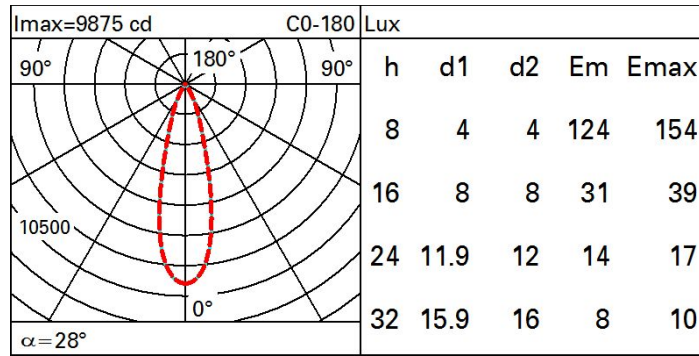 Imax=9875 cd C0-180 Lux
90° 180° 90°
h d1 d2 Em Emax
8 4 4 124 154
16 8 8 31 39
10500
24 11.9 12 14 17
0°
32 15.9 16 8 10
α=28°